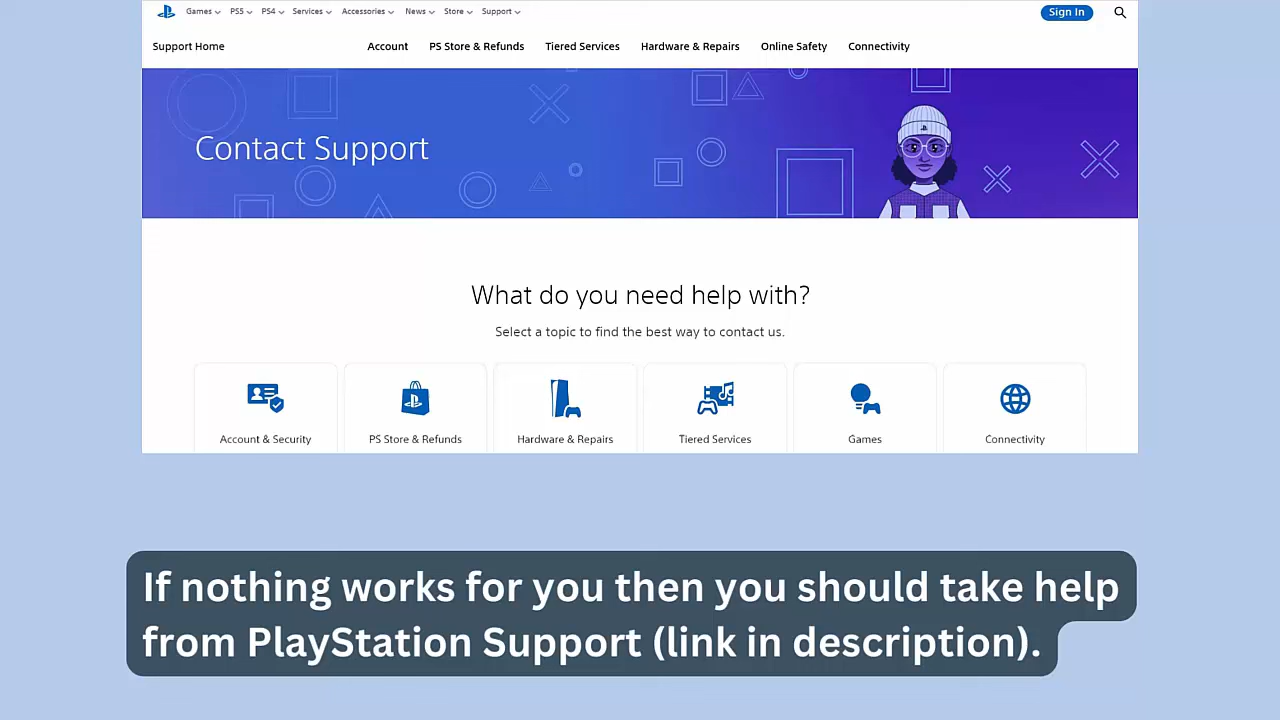 Games PS5 PS4 Services Accessories News Store Support Sign In
Support Home Account PS Store & Refunds Tiered Services Hardware & Repairs Online Safety Connectivity
Contact Support
What do you need help with?
Select a topic to find the best way to contact us.
Account & Security PS Store & Refunds Hardware & Repairs Tiered Services Games Connectivity
If nothing works for you then you should take help
from PlayStation Support (link in description).